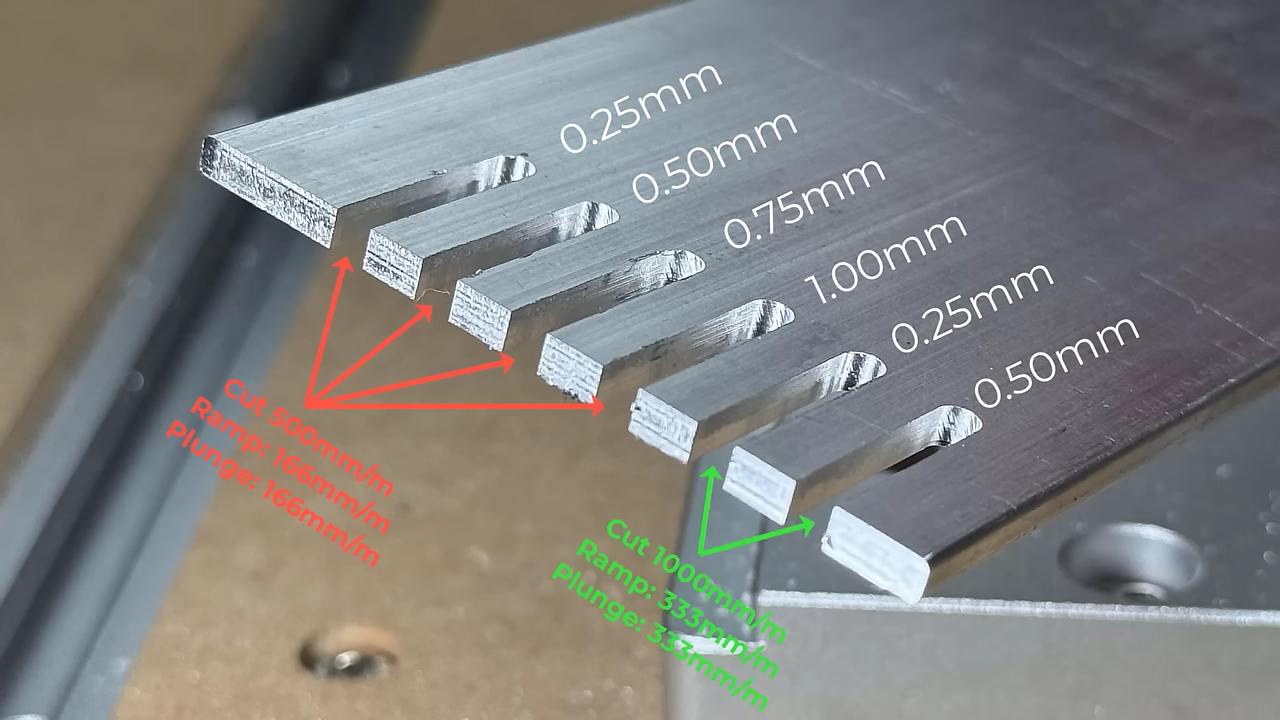 0.25mm
0.50mm
0.75mm
1.00mm
0.25mm
0.50mm
Cut 500mm/m
Ramp: 166mm/m
Plunge: 166mm/m
Cut 1000mm/m
Ramp: 333mm/m
Plunge: 333mm/m